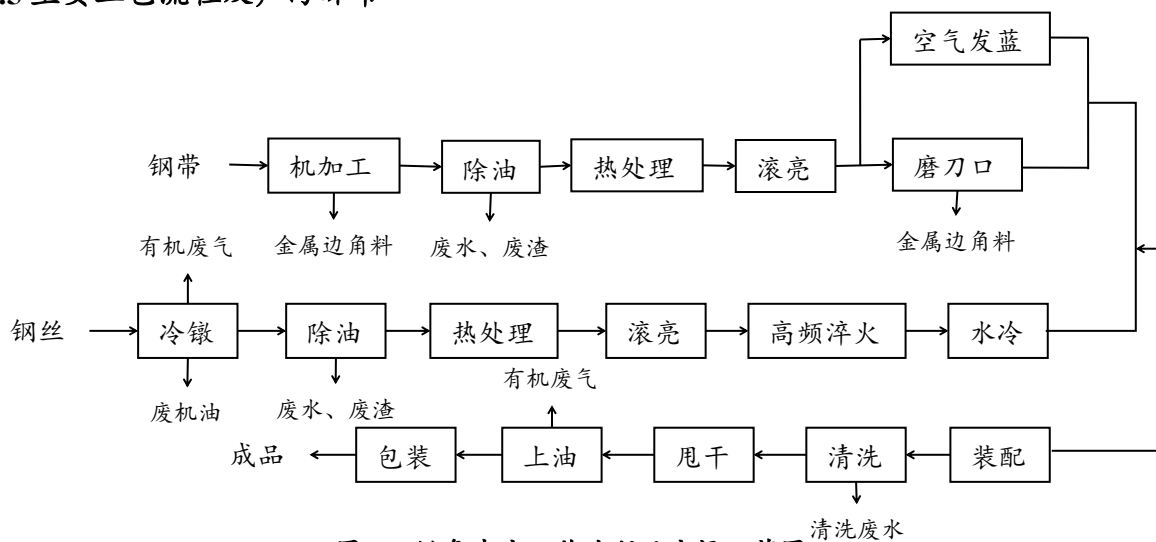 空气发蓝
钢带 机加工 除油 热处理 滚亮 磨刀口
有机废气 金属边角料 废水、废渣 金属边角料
钢丝 冷镦 除油 热处理 滚亮 高频淬火 水冷
有机废气
废机油 废水、废渣
成品 包装 上油 甩干 清洗 装配
清洗废水